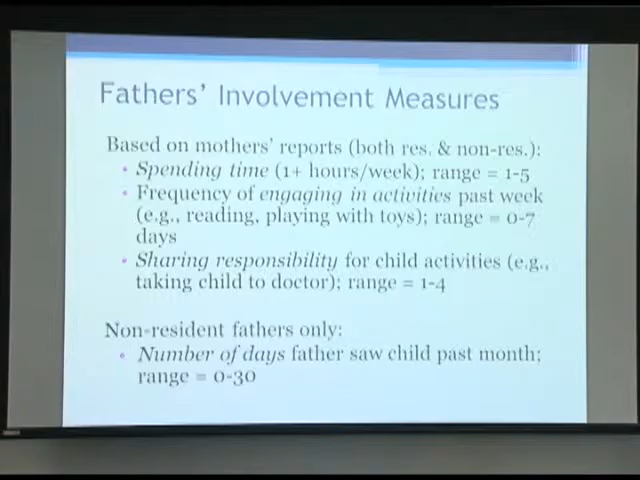 Fathers' Involvement Measures
Based on mothers' reports (both res. & non-res.):
• Spending time (1+ hours/week); range = 1-5
• Frequency of engaging in activities past week
(e.g., reading, playing with toys); range = 0-7
days
• Sharing responsibility for child activities (e.g.,
taking child to doctor); range = 1-4
Non-resident fathers only:
• Number of days father saw child past month;
range = 0-30